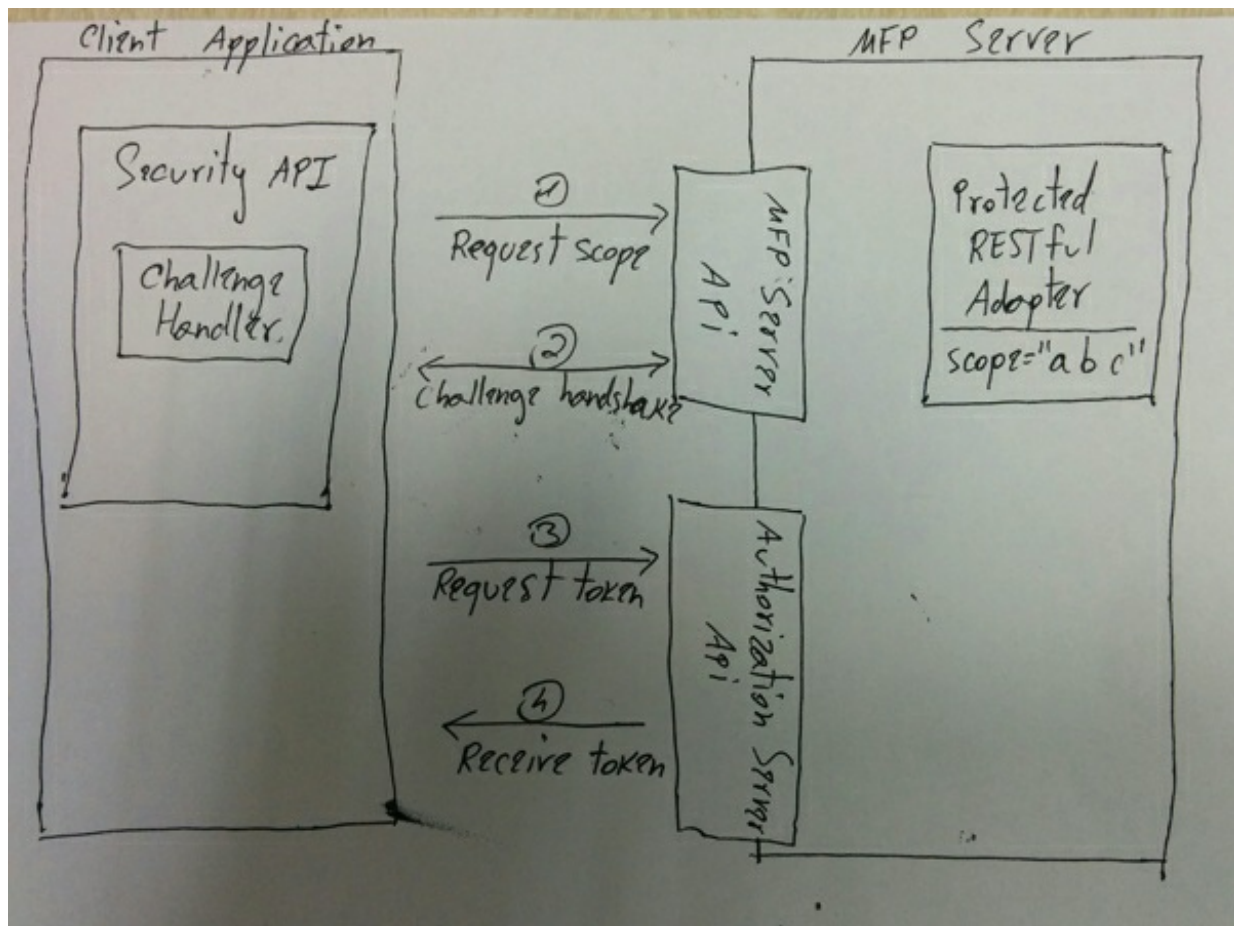 Client Application
MFP Server
Security API
Challenge
Handler.
1
Request scope
2
Challenge handshake
3
Request token
4
Receive token
MFP Server
API
Authorization Server
Api
Protected
RESTful
Adapter
scope="a b c"